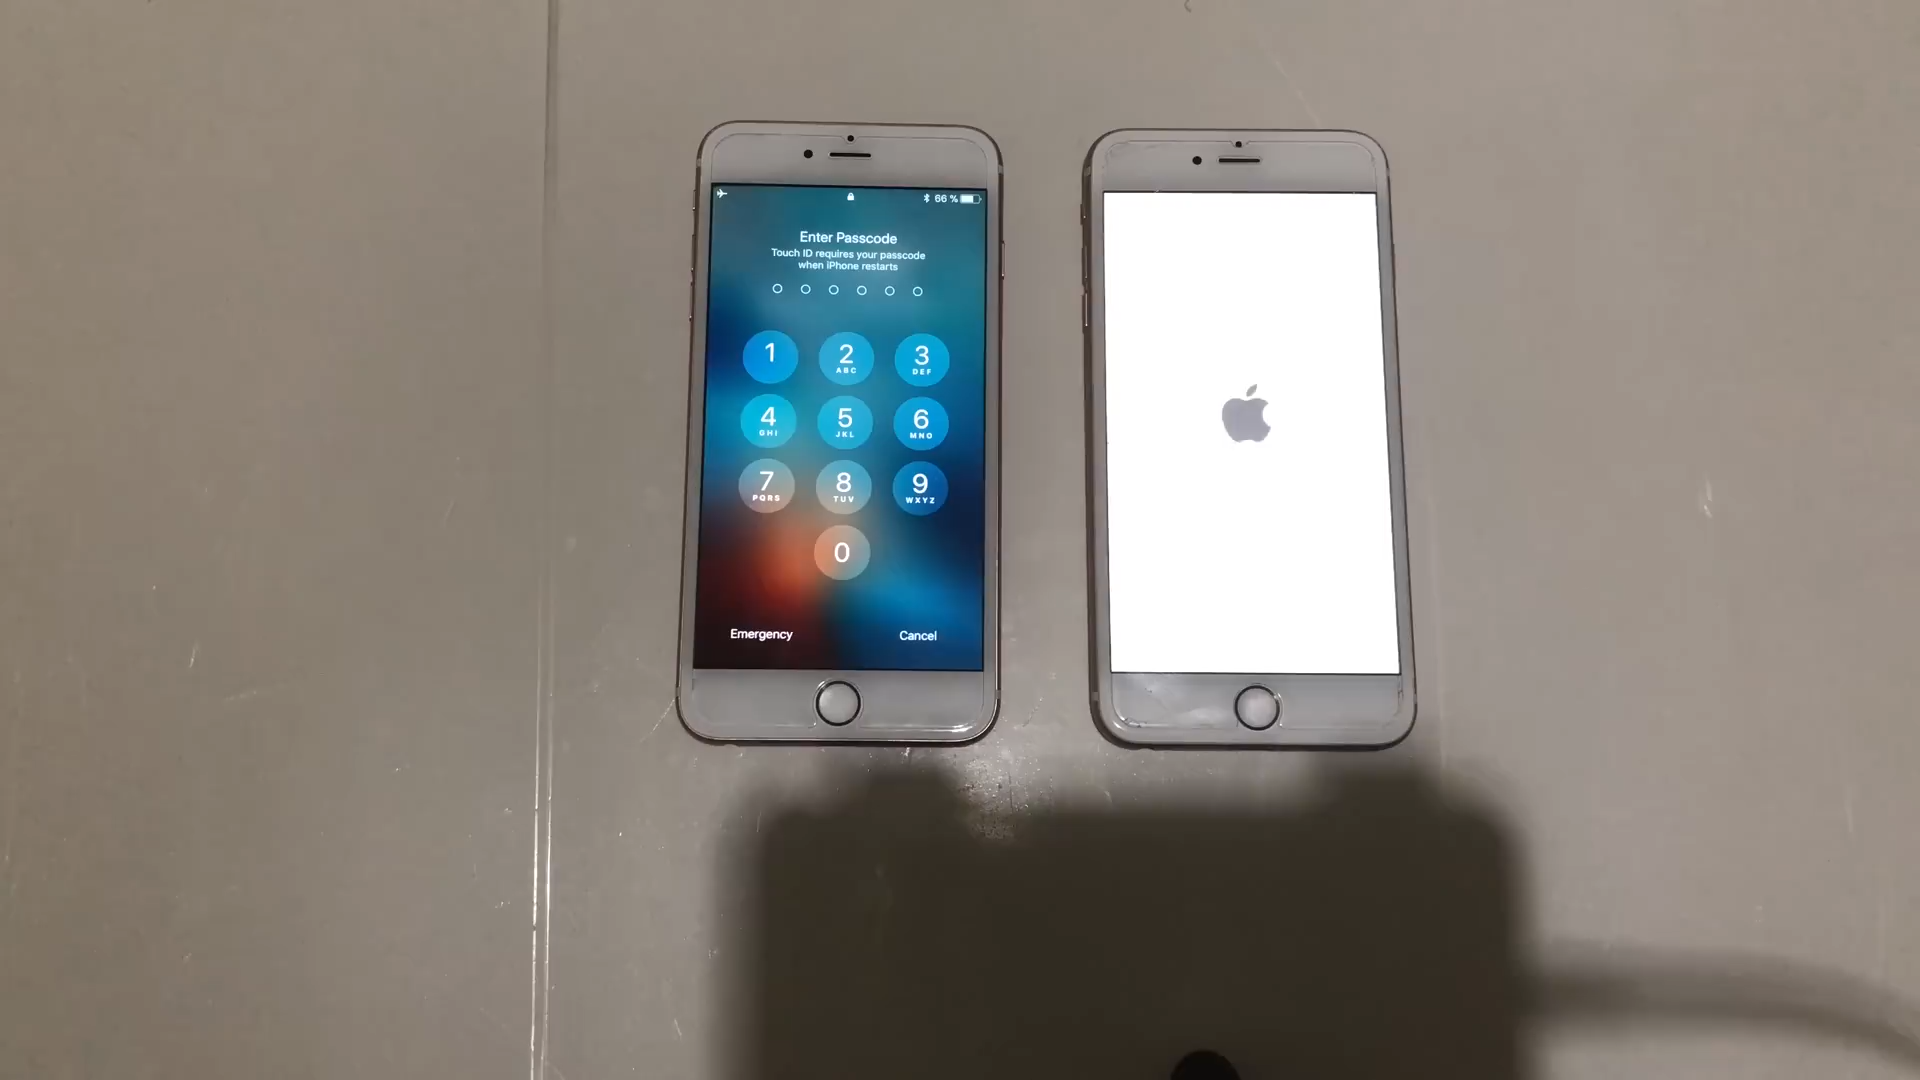 66 %
Enter Passcode
Touch ID requires your passcode
when iPhone restarts
1 2 3
ABC DEF
4 5 6
GHI JKL MNO
7 8 9
PQRS TUV WXYZ
0
Emergency Cancel